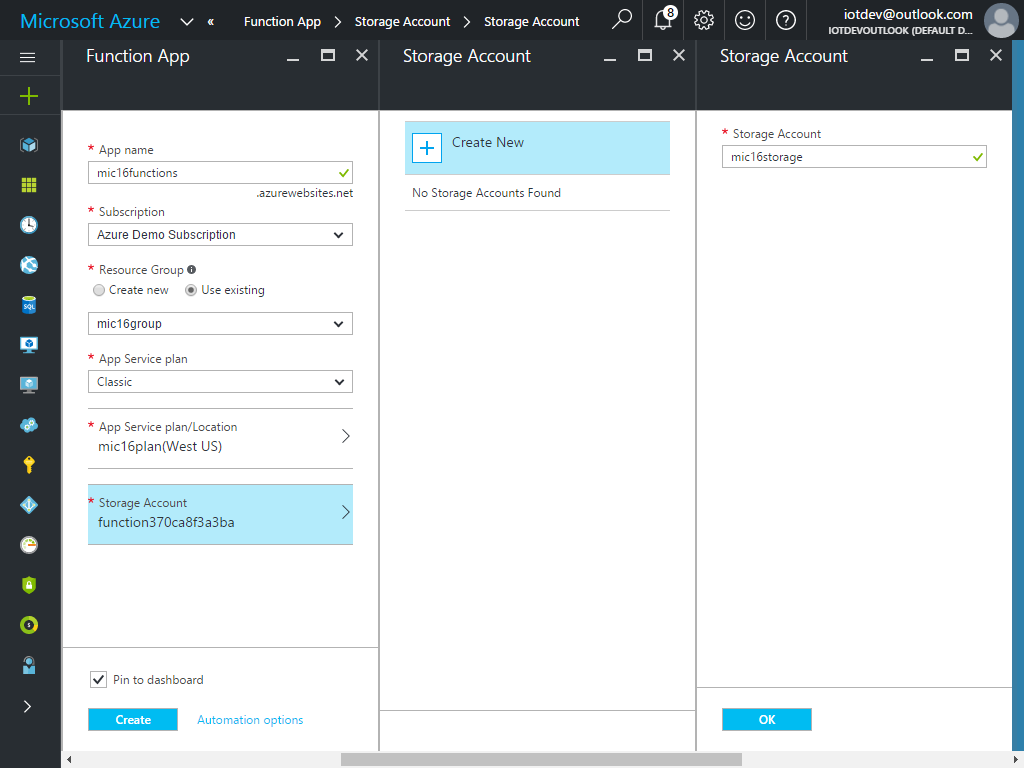 Microsoft Azure
«
Function App
Storage Account
Storage Account
8
?
iotdev@outlook.com
IOTDEVOUTLOOK (DEFAULT D...
Function App
* App name
mic16functions
.azurewebsites.net
* Subscription
Azure Demo Subscription
* Resource Group
Create new
Use existing
mic16group
* App Service plan
Classic
* App Service plan/Location
mic16plan(West US)
* Storage Account
function370ca8f3a3ba
Pin to dashboard
Create
Automation options
Storage Account
Create New
No Storage Accounts Found
Storage Account
* Storage Account
mic16storage
OK
SQL